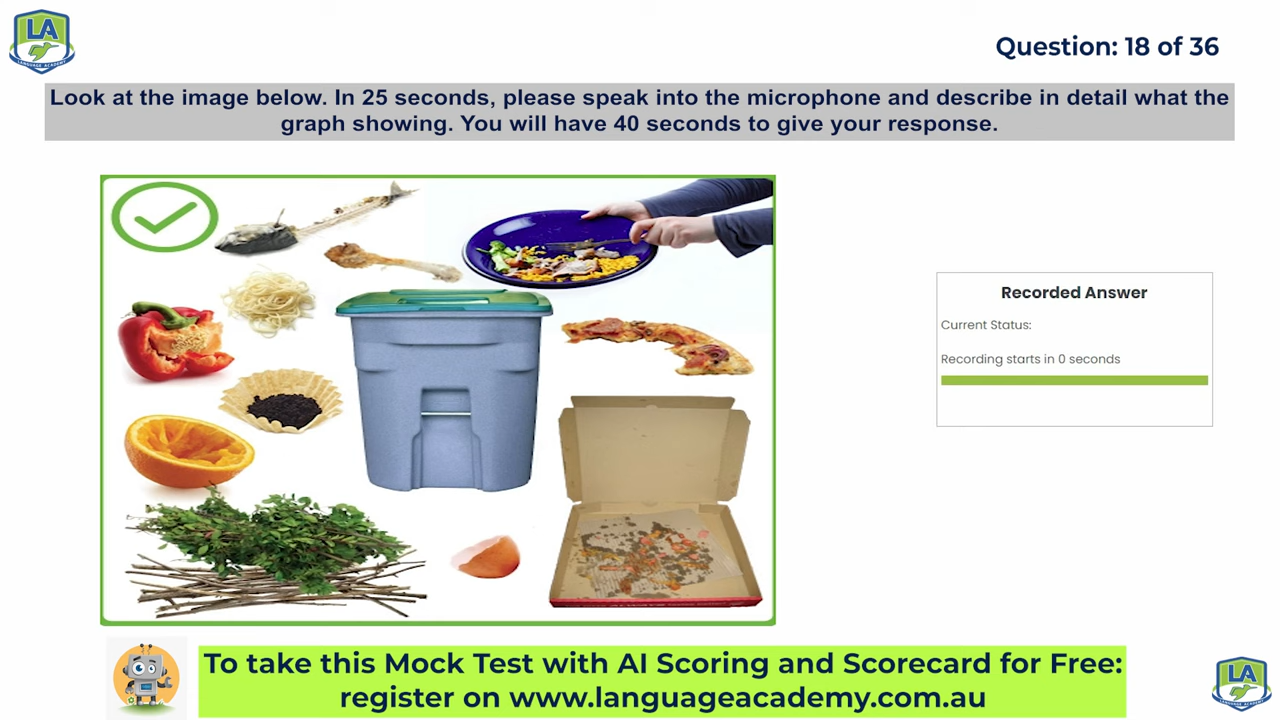 LA
LANGUAGE ACADEMY
Question: 18 of 36
Look at the image below. In 25 seconds, please speak into the microphone and describe in detail what the
graph showing. You will have 40 seconds to give your response.
Recorded Answer
Current Status:
Recording starts in 0 seconds
To take this Mock Test with AI Scoring and Scorecard for Free:
register on www.languageacademy.com.au
LA
LANGUAGE ACADEMY